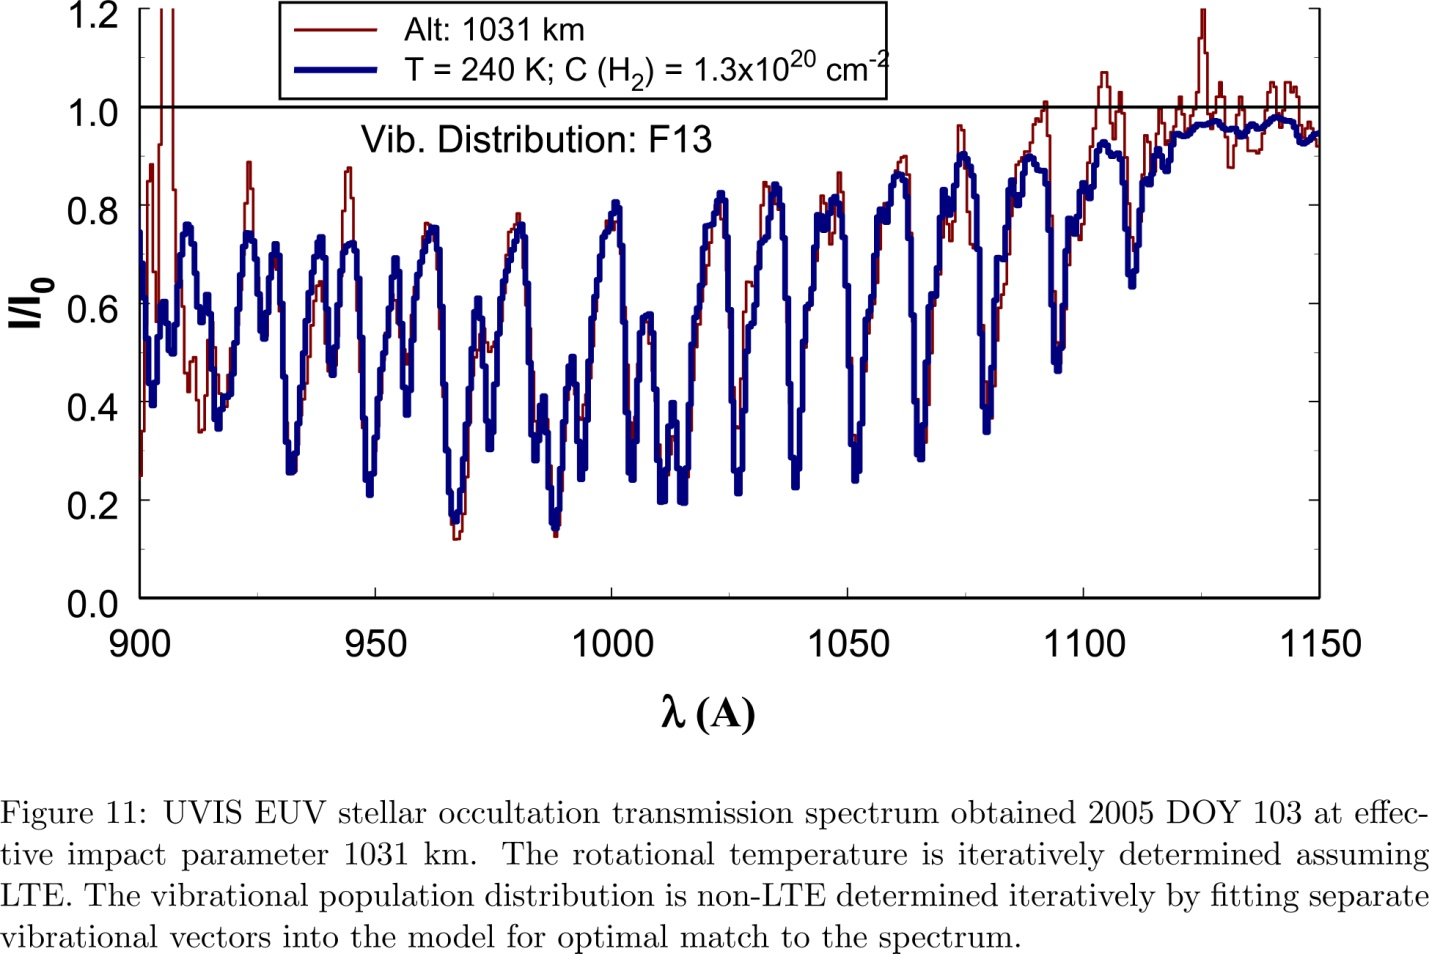 1.2
Alt: 1031 km
T = 240 K; C (H₂) = 1.3x10²⁰ cm⁻²
1.0
Vib. Distribution: F13
0.8
I/I₀
0.6
0.4
0.2
0.0
900 950 1000 1050 1100 1150
λ (A)
Figure 11: UVIS EUV stellar occultation transmission spectrum obtained 2005 DOY 103 at effec-
tive impact parameter 1031 km. The rotational temperature is iteratively determined assuming
LTE. The vibrational population distribution is non-LTE determined iteratively by fitting separate
vibrational vectors into the model for optimal match to the spectrum.